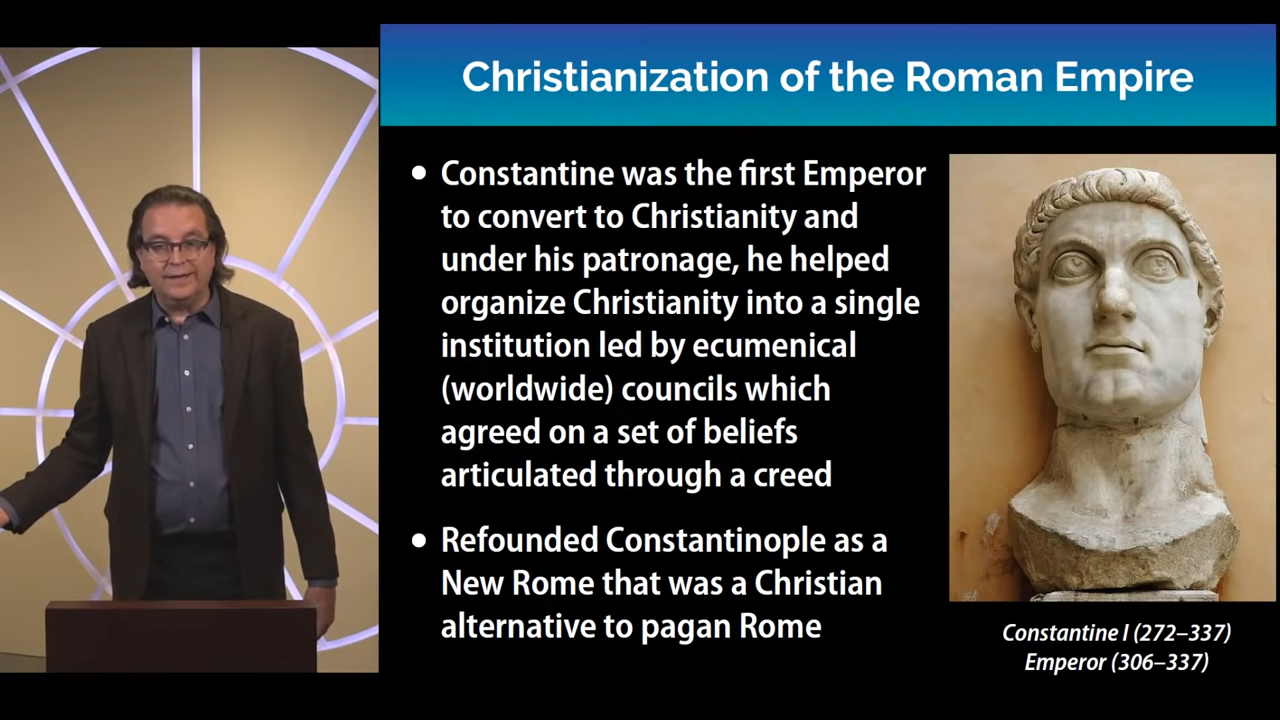 Christianization of the Roman Empire
• Constantine was the first Emperor
to convert to Christianity and
under his patronage, he helped
organize Christianity into a single
institution led by ecumenical
(worldwide) councils which
agreed on a set of beliefs
articulated through a creed
• Refounded Constantinople as a
New Rome that was a Christian
alternative to pagan Rome
Constantine I (272–337)
Emperor (306–337)